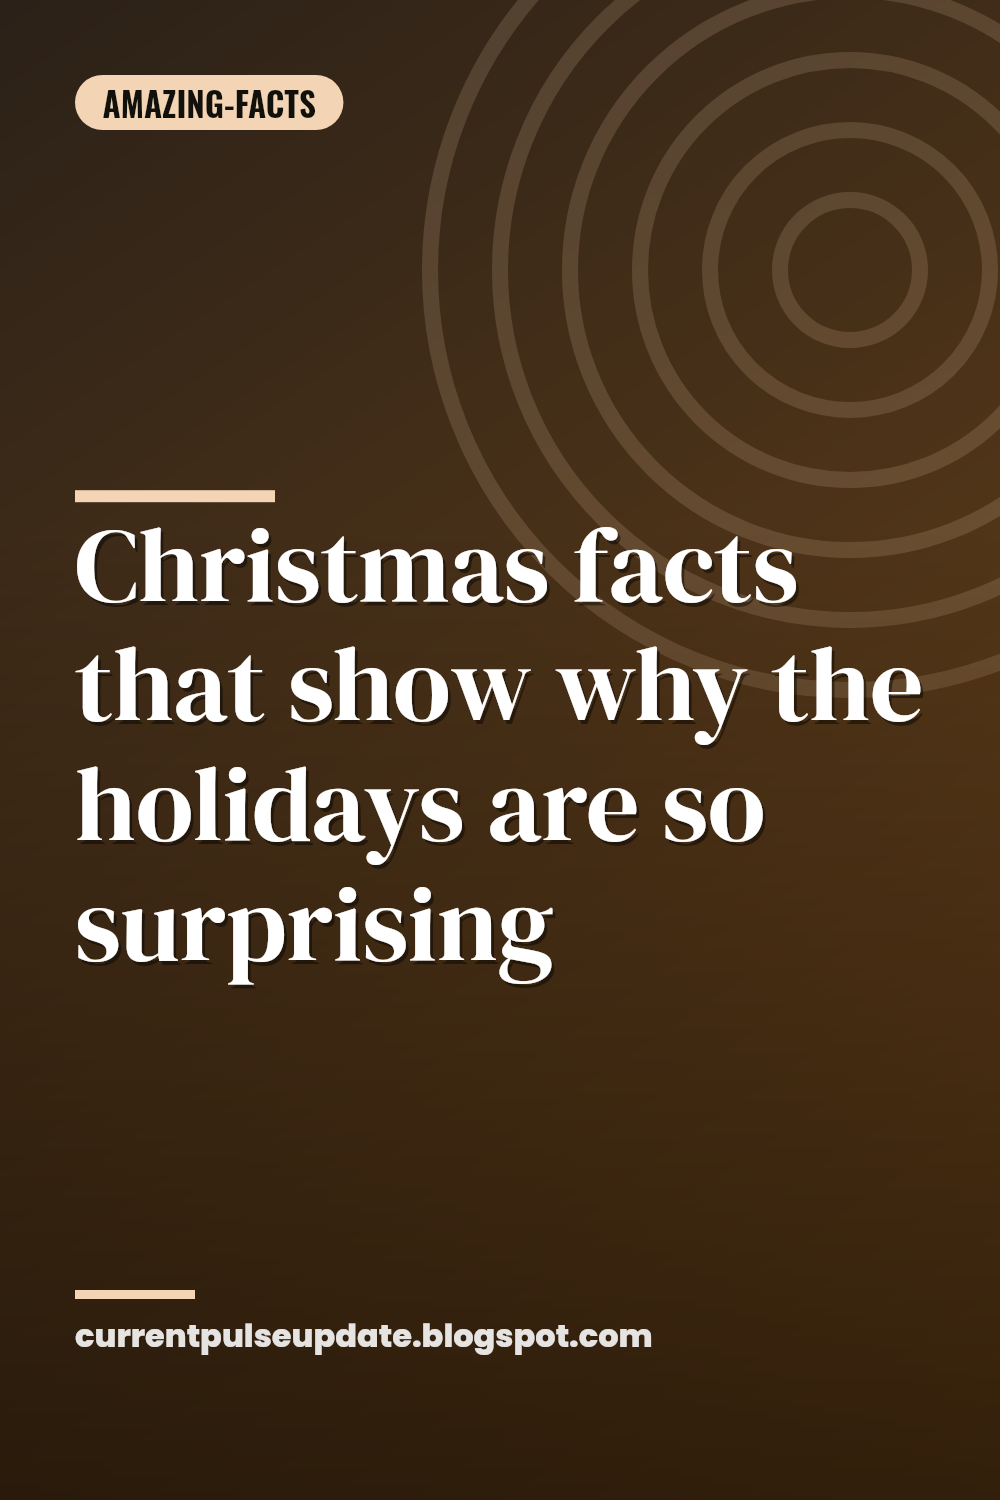 AMAZING-FACTS
Christmas facts
that show why the
holidays are so
surprising
currentpulseupdate.blogspot.com